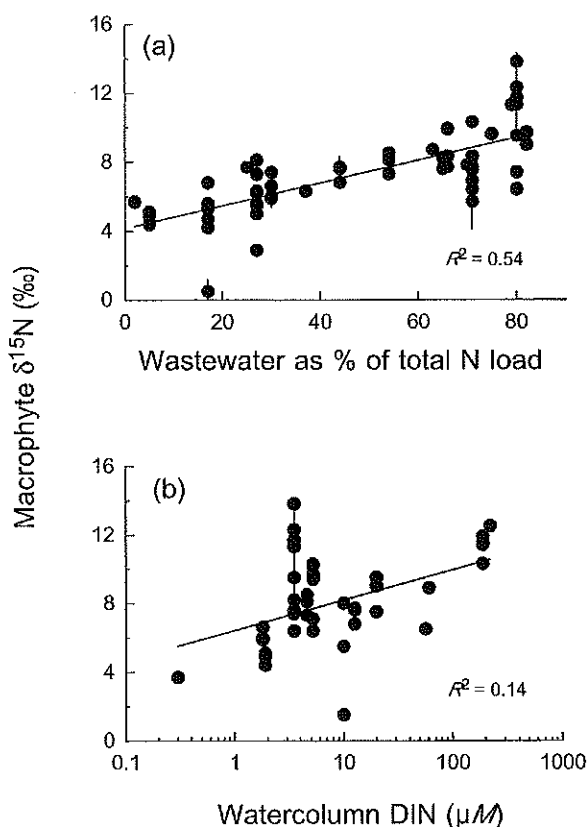 (a)
16
12
8
4
0
R² = 0.54
0 20 40 60 80
Wastewater as % of total N load
Macrophyte δ¹⁵N (‰)
(b)
16
12
8
4
0
R² = 0.14
0.1 1 10 100 1000
Watercolumn DIN (μM)